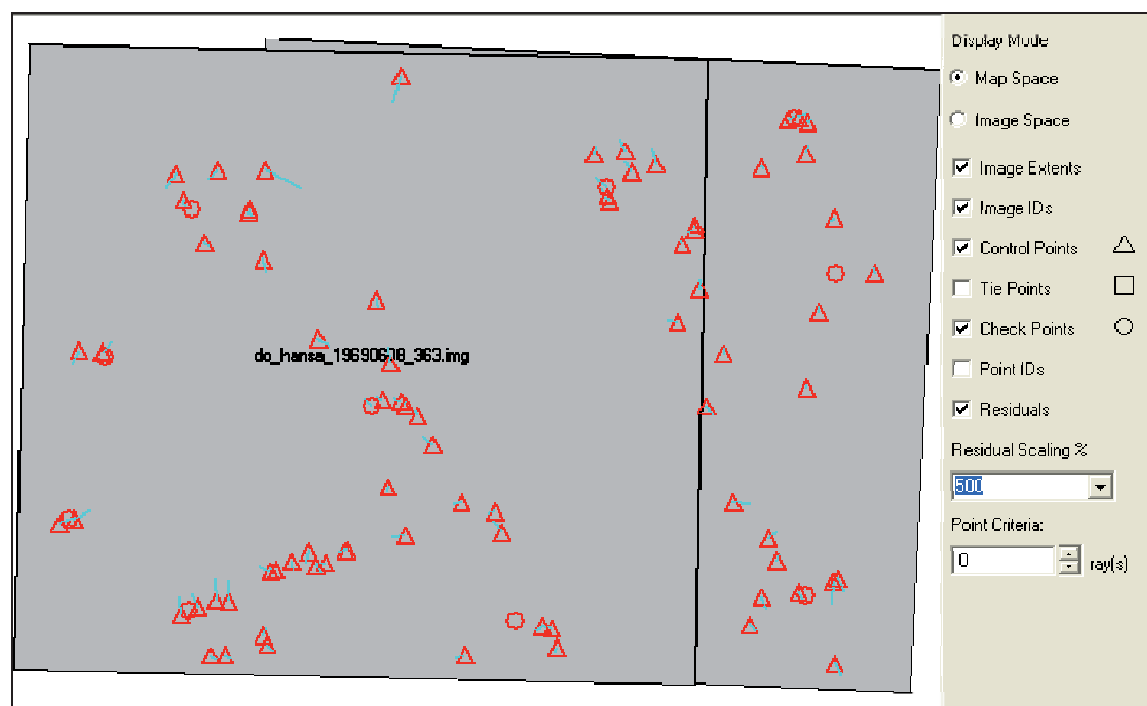 do_hansa_19690608_363.img
Display Mode
Map Space
Image Space
Image Extents
Image IDs
Control Points
Tie Points
Check Points
Point IDs
Residuals
Residual Scaling %
500
Point Criteria:
0 ray(s)